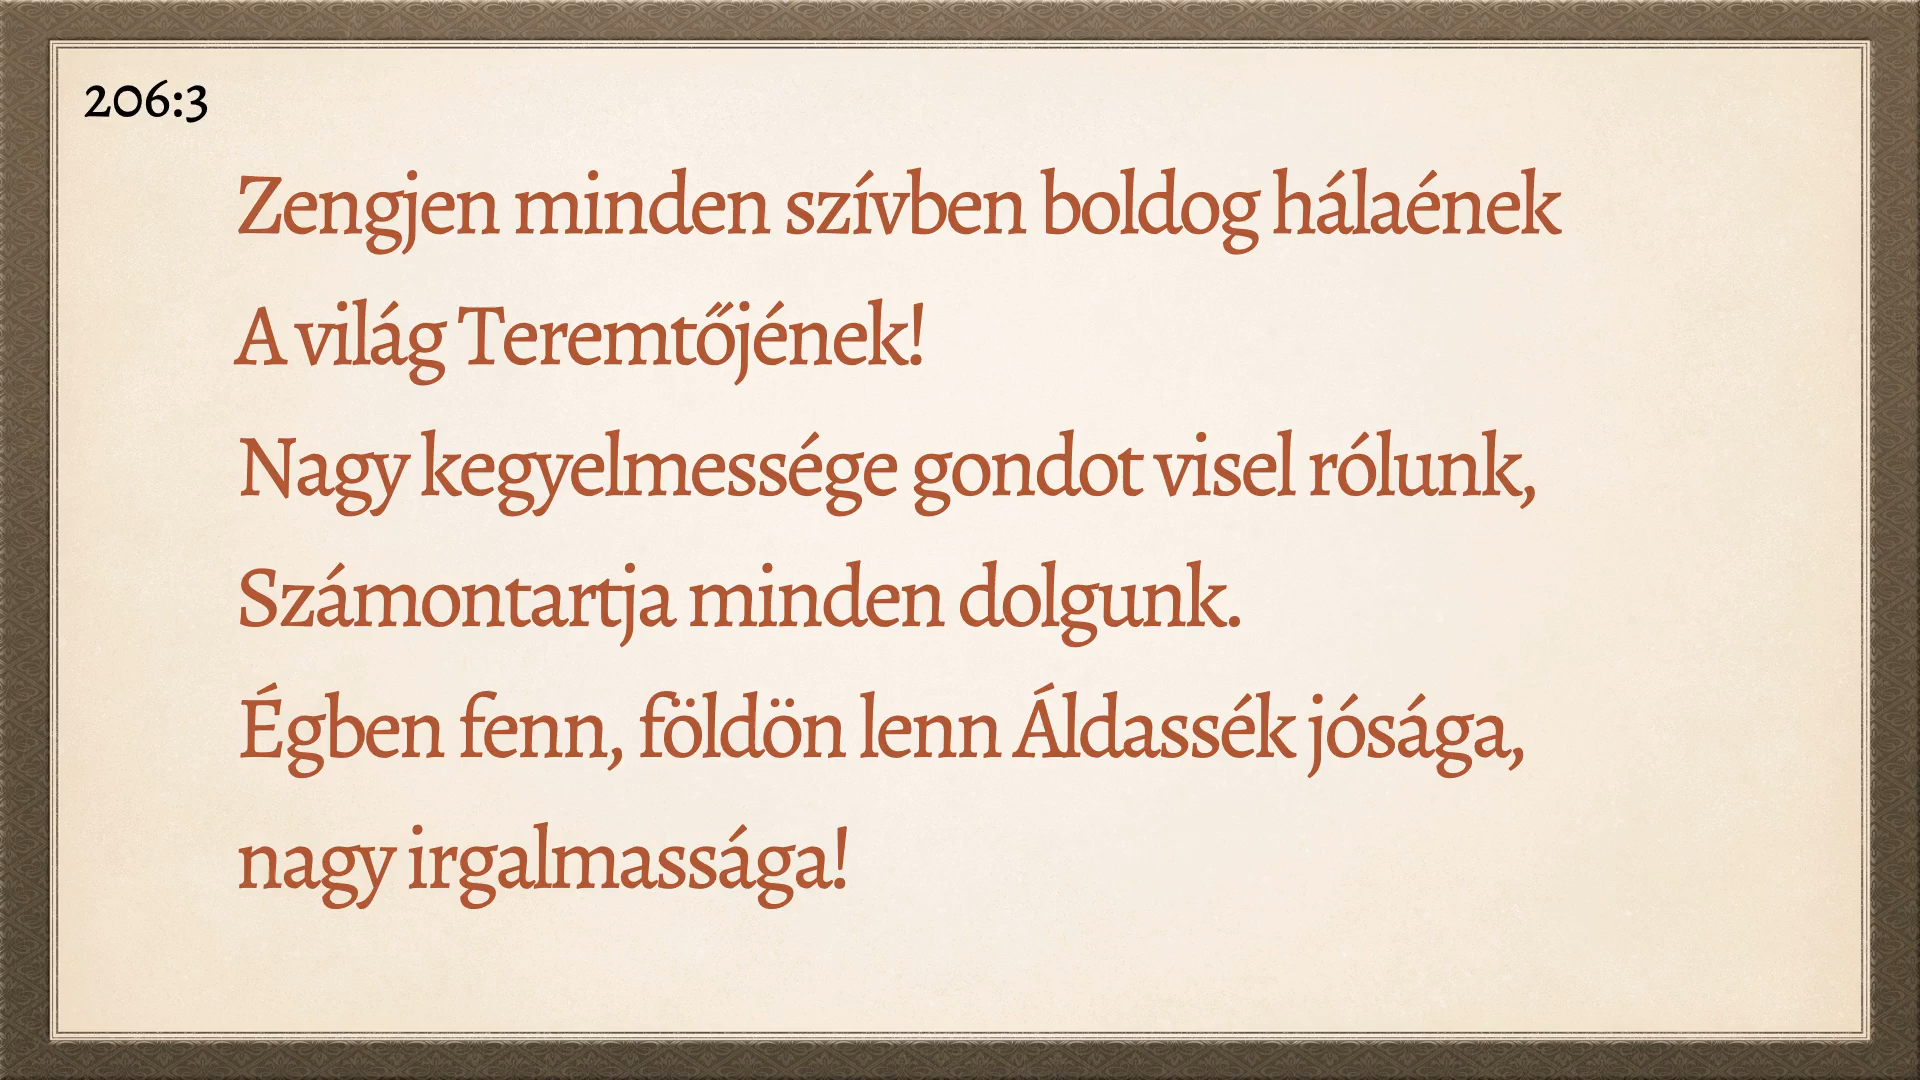 206:3
Zengjen minden szívben boldog hálaének
A világ Teremtőjének!
Nagy kegyelmessége gondot visel rólunk,
Számontartja minden dolgunk.
Égben fenn, földön lenn Áldassék jósága,
nagy irgalmassága!